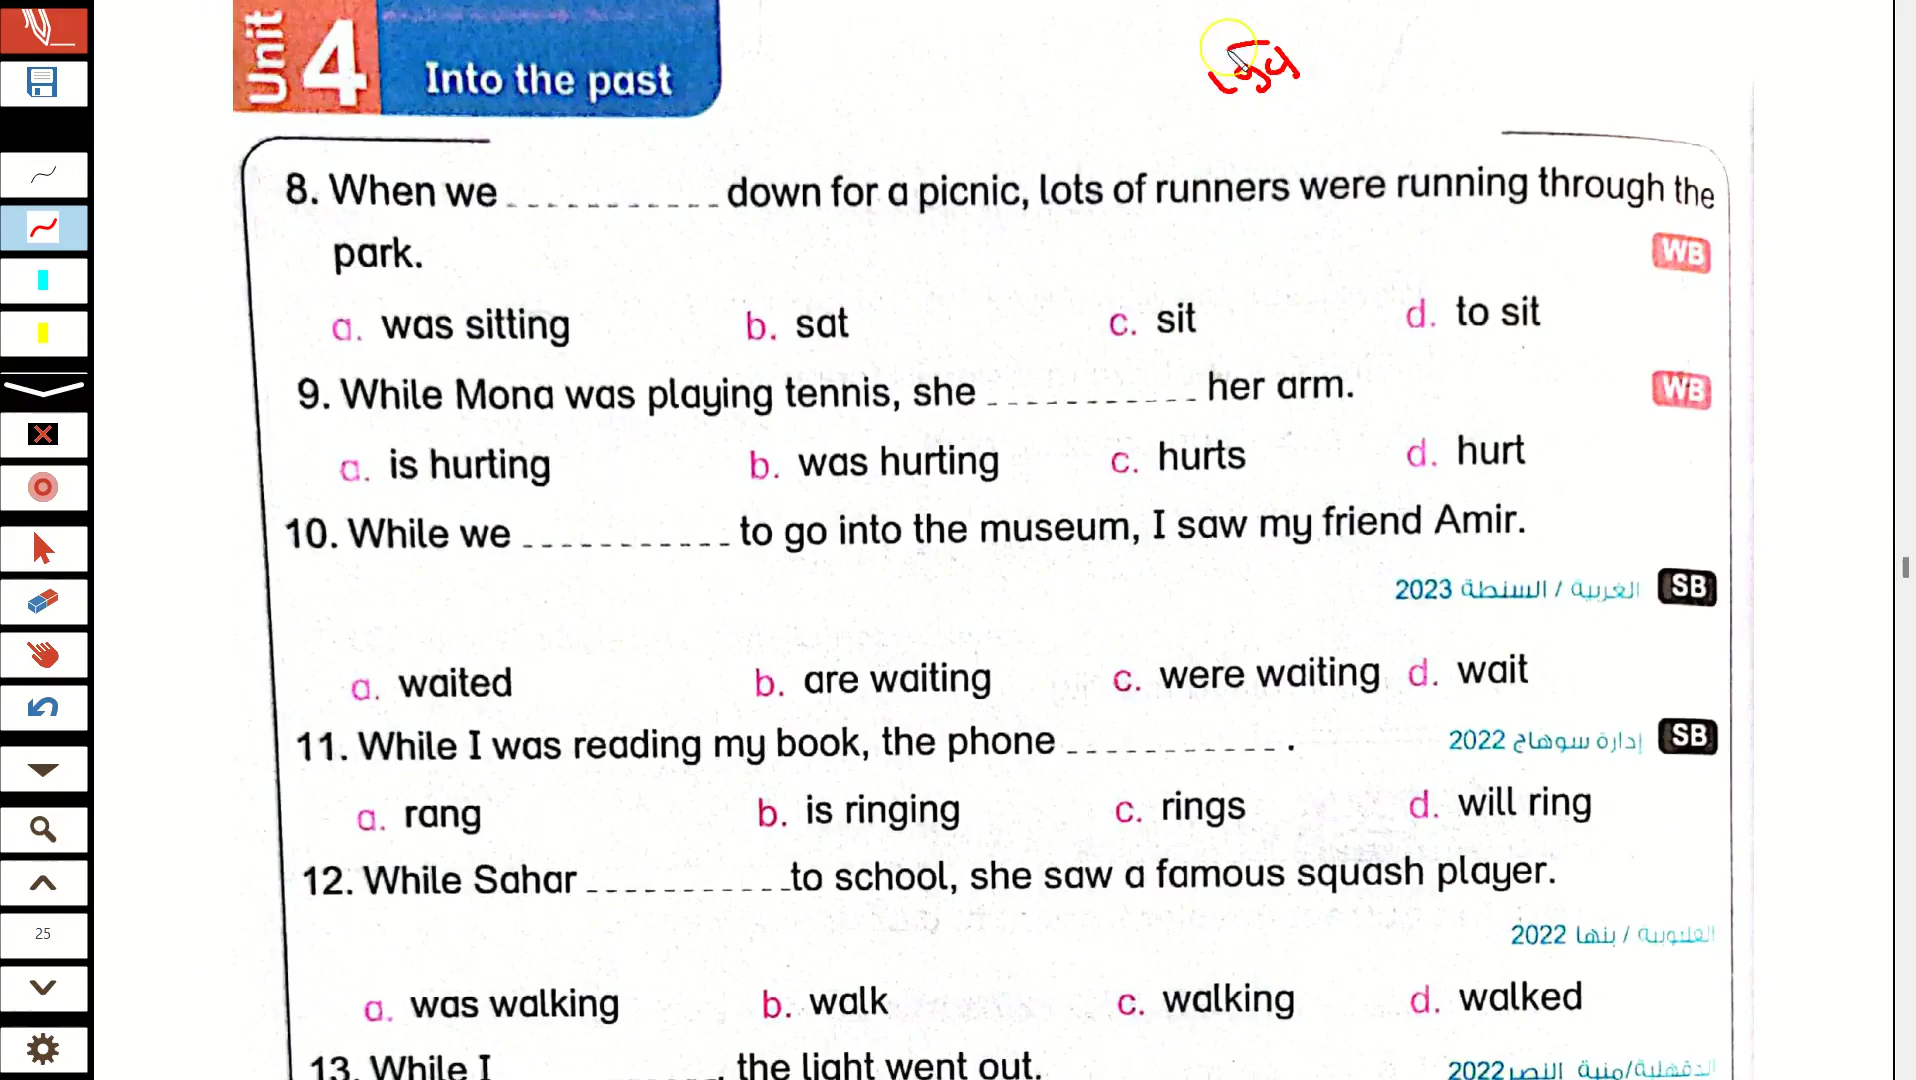 Unit 4
Into the past
8. When we ........... down for a picnic, lots of runners were running through the
park.
WB
a. was sitting b. sat c. sit d. to sit
9. While Mona was playing tennis, she ........... her arm.
WB
a. is hurting b. was hurting c. hurts d. hurt
10. While we ........... to go into the museum, I saw my friend Amir.
الغربية / السنطة 2023 SB
a. waited b. are waiting c. were waiting d. wait
11. While I was reading my book, the phone ........... .
إدارة سوهاج 2022 SB
a. rang b. is ringing c. rings d. will ring
12. While Sahar ........... to school, she saw a famous squash player.
القليوبية / بنها 2022
a. was walking b. walk c. walking d. walked
13. While I ........... , the light went out.
الدقهلية/منية النصر 2022
25